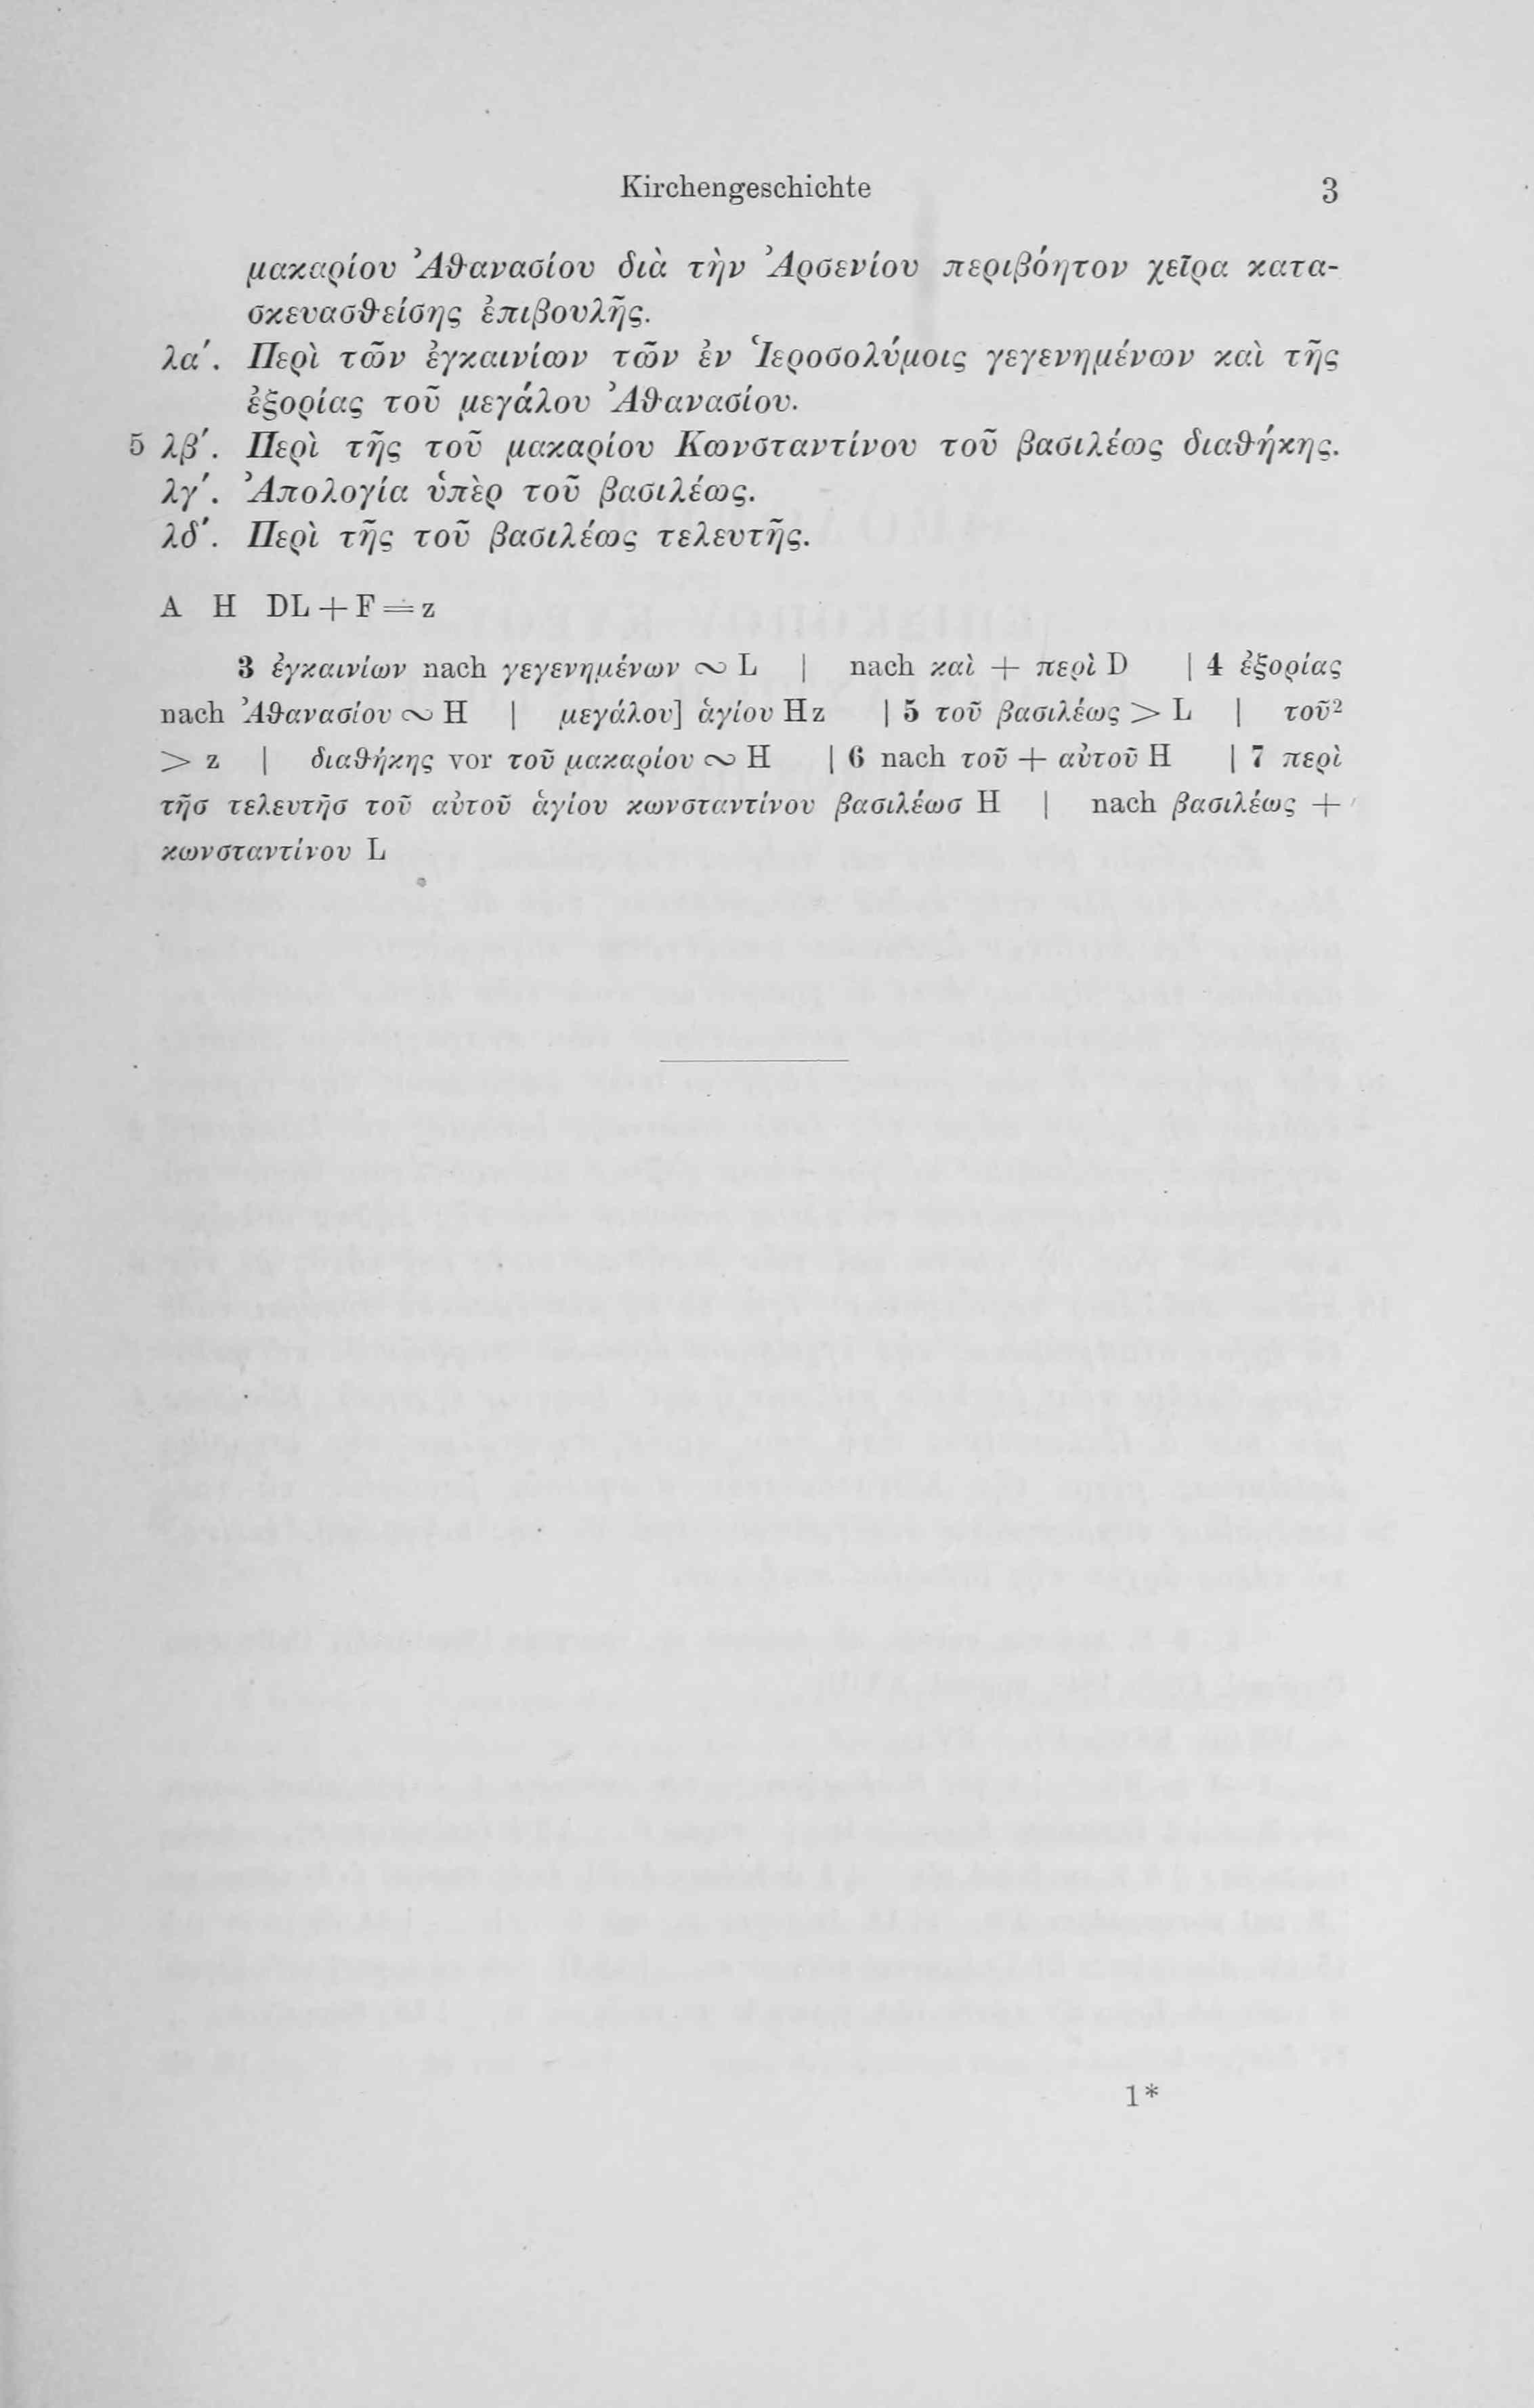 Kirchengeschichte 3
μακαρίου Ἀθανασίου διὰ τὴν Ἀρσενίου περιβόητον χεῖρα κατα-
σκευασθείσης ἐπιβουλῆς.
λα΄. Περὶ τῶν ἐγκαινίων τῶν ἐν Ἱεροσολύμοις γεγενημένων καὶ τῆς
ἐξορίας τοῦ μεγάλου Ἀθανασίου.
5 λβ΄. Περὶ τῆς τοῦ μακαρίου Κωνσταντίνου τοῦ βασιλέως διαθήκης.
λγ΄. Ἀπολογία ὑπὲρ τοῦ βασιλέως.
λδ΄. Περὶ τῆς τοῦ βασιλέως τελευτῆς.
A H DL + F = z
3 ἐγκαινίων nach γεγενημένων ∾ L | nach καὶ + περὶ D | 4 ἐξορίας
nach Ἀθανασίου ∾ H | μεγάλου] ἁγίου Hz | 5 τοῦ βασιλέως > L | τοῦ²
> z | διαθήκης vor τοῦ μακαρίου ∾ H | 6 nach τοῦ + αὐτοῦ H | 7 περὶ
τῆσ τελευτῆσ τοῦ αὐτοῦ ἁγίου κωνσταντίνου βασιλέωσ H | nach βασιλέως +
κωνσταντίνου L
1*